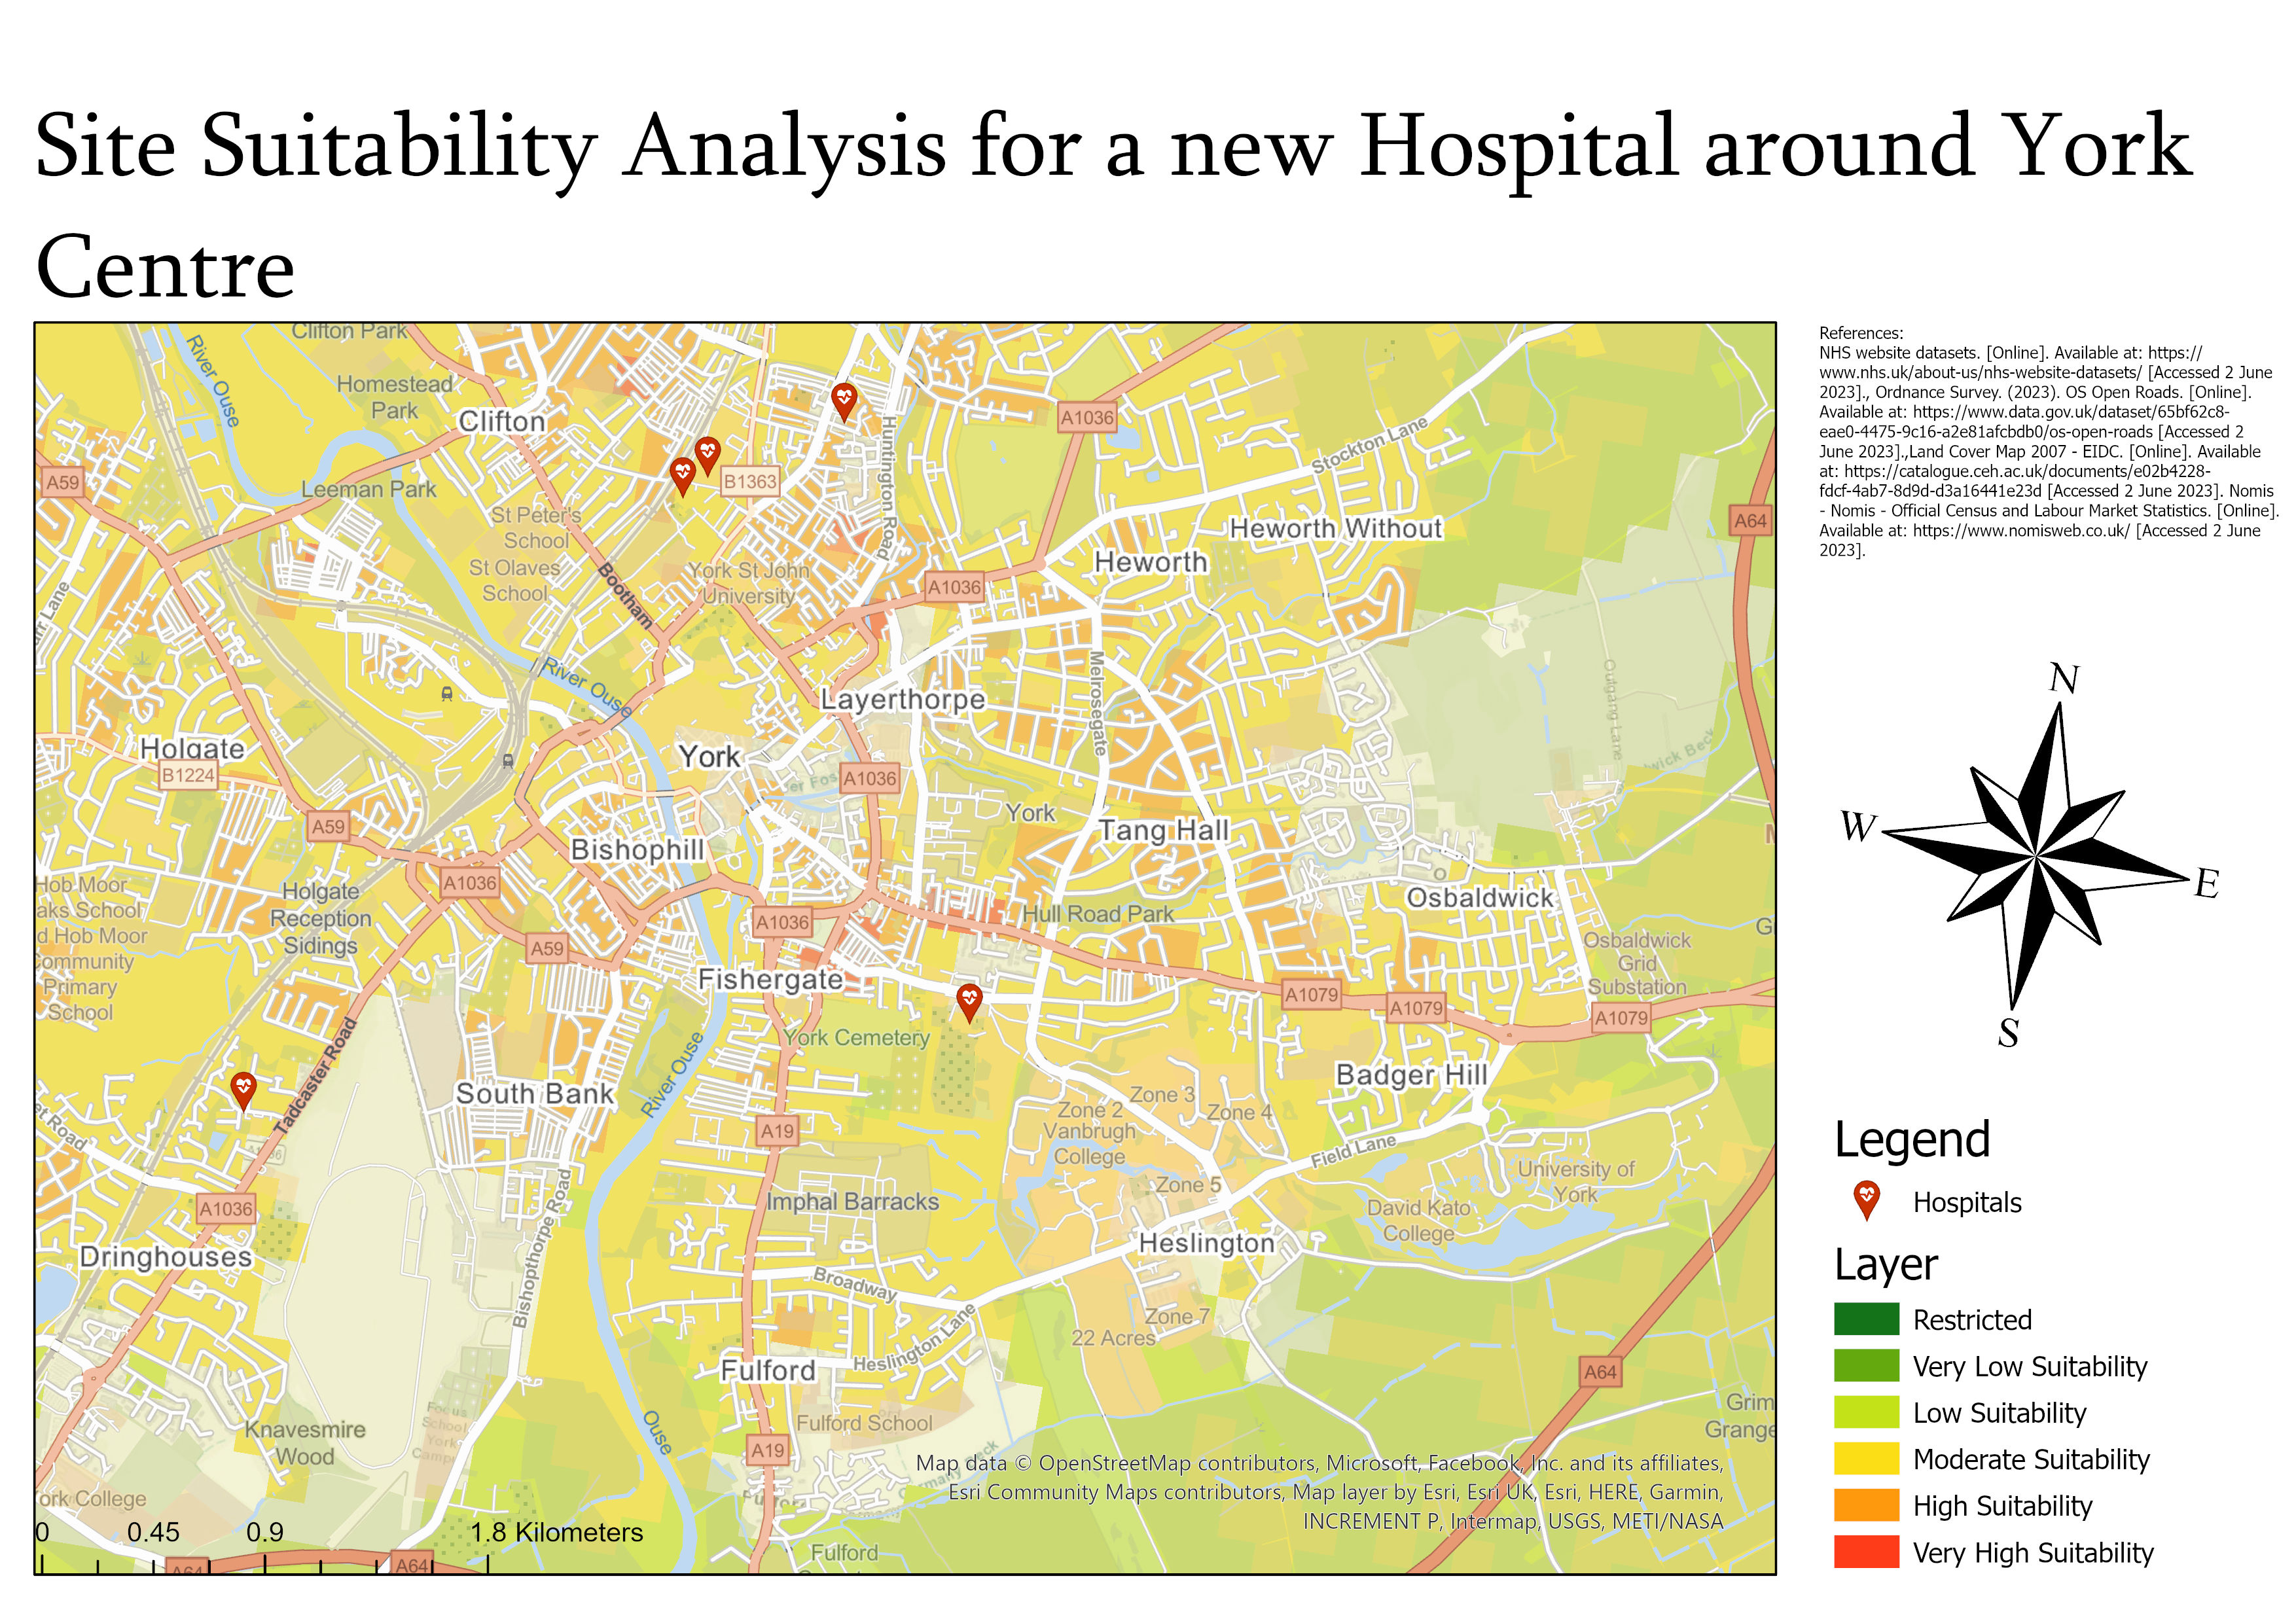 Site Suitability Analysis for a new Hospital around York
Centre
References:
NHS website datasets. [Online]. Available at: https://
www.nhs.uk/about-us/nhs-website-datasets/ [Accessed 2 June
2023]., Ordnance Survey. (2023). OS Open Roads. [Online].
Available at: https://www.data.gov.uk/dataset/65bf62c8-
eae0-4475-9c16-a2e81afcbdb0/os-open-roads [Accessed 2
June 2023].,Land Cover Map 2007 - EIDC. [Online]. Available
at: https://catalogue.ceh.ac.uk/documents/e02b4228-
fdcf-4ab7-8d9d-d3a16441e23d [Accessed 2 June 2023]. Nomis
- Nomis - Official Census and Labour Market Statistics. [Online].
Available at: https://www.nomisweb.co.uk/ [Accessed 2 June
2023].
N
W
E
S
Legend
Hospitals
Layer
Restricted
Very Low Suitability
Low Suitability
Moderate Suitability
High Suitability
Very High Suitability
Clifton Park
River Ouse
Homestead
Park
Clifton
A1036
Huntington Road
Stockton Lane
A59
Leeman Park
B1363
St Peter's
School
A64
Heworth Without
Heworth
St Olaves
School
Bootham
York St John
University
A1036
River Ouse
Melrosegate
Outgang Lane
Layerthorpe
Holgate
B1224
York
A1036
wick Beck
York
A59
Tang Hall
Bishophill
Hob Moor
aks School
d Hob Moor
Community
Primary
School
Holgate
Reception
Sidings
A1036
Osbaldwick
Hull Road Park
A1036
A59
Osbaldwick
Grid
Substation
Fishergate
A1079
A1079
A1079
York Cemetery
Tadcaster Road
River Ouse
South Bank
Badger Hill
Zone 3
Zone 2
Zone 4
Vanbrugh
College
A19
Field Lane
et Road
Zone 5
University of
York
Imphal Barracks
David Kato
College
A1036
Dringhouses
Bishopthorpe Road
Heslington
Broadway
Zone 7
22 Acres
Heslington Lane
Fulford
A64
Grim
Grange
Fulford School
Knavesmire
Wood
Focus
School
York
Camp
Ouse
A19
ork College
Fulford
A64
A64
0 0.45 0.9 1.8 Kilometers
Map data © OpenStreetMap contributors, Microsoft, Facebook, Inc. and its affiliates,
Esri Community Maps contributors, Map layer by Esri, Esri UK, Esri, HERE, Garmin,
INCREMENT P, Intermap, USGS, METI/NASA